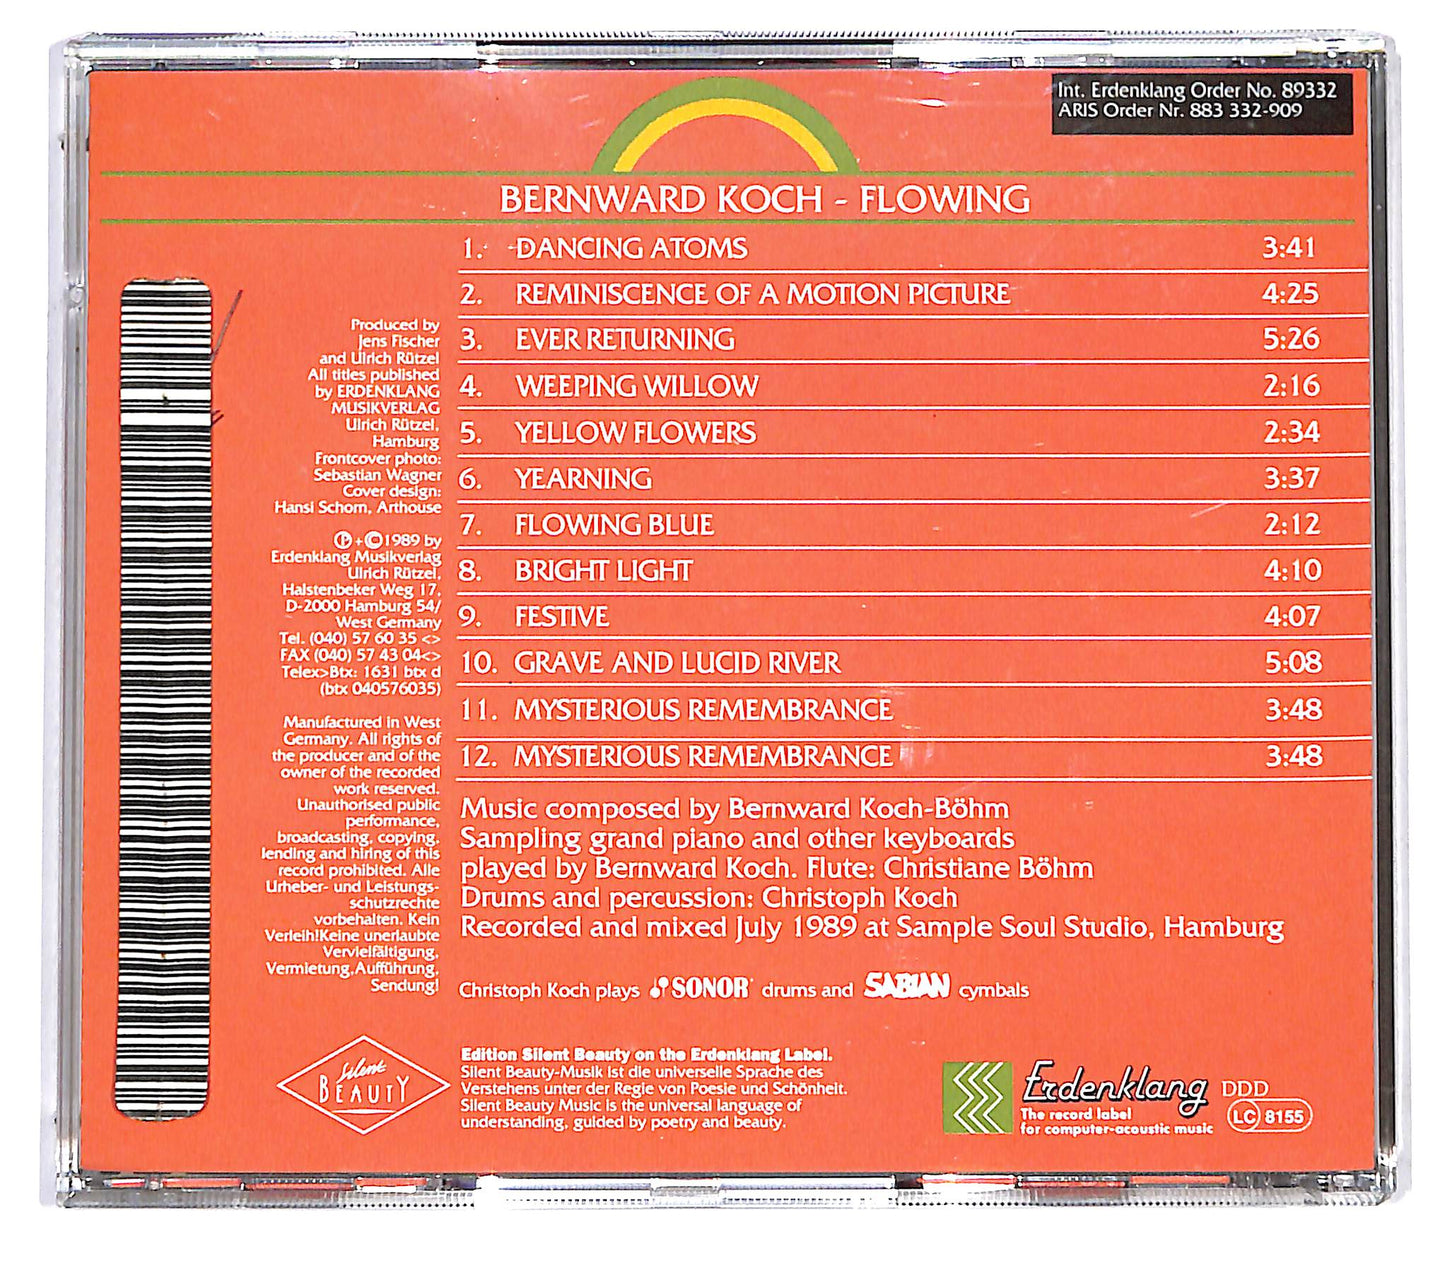 Int. Erdenklang Order No. 89332
ARIS Order Nr. 883 332-909
BERNWARD KOCH - FLOWING
1. DANCING ATOMS 3:41
2. REMINISCENCE OF A MOTION PICTURE 4:25
3. EVER RETURNING 5:26
4. WEEPING WILLOW 2:16
5. YELLOW FLOWERS 2:34
6. YEARNING 3:37
7. FLOWING BLUE 2:12
8. BRIGHT LIGHT 4:10
9. FESTIVE 4:07
10. GRAVE AND LUCID RIVER 5:08
11. MYSTERIOUS REMEMBRANCE 3:48
12. MYSTERIOUS REMEMBRANCE 3:48
Produced by
Jens Fischer
and Ulrich Rützel
All titles published
by ERDENKLANG
MUSIKVERLAG
Ulrich Rützel,
Hamburg
Frontcover photo:
Sebastian Wagner
Cover design:
Hansi Schorn, Arthouse
℗+©1989 by
Erdenklang Musikverlag
Ulrich Rützel,
Halstenbeker Weg 17,
D-2000 Hamburg 54/
West Germany
Tel. (040) 57 60 35 <>
FAX (040) 57 43 04<>
Telex>Btx: 1631 btx d
(btx 040576035)
Manufactured in West
Germany. All rights of
the producer and of the
owner of the recorded
work reserved.
Unauthorised public
performance,
broadcasting, copying,
lending and hiring of this
record prohibited. Alle
Urheber- und Leistungs-
schutzrechte
vorbehalten. Kein
Verleih!Keine unerlaubte
Vervielfältigung,
Vermietung,Aufführung,
Sendung!
Music composed by Bernward Koch-Böhm
Sampling grand piano and other keyboards
played by Bernward Koch. Flute: Christiane Böhm
Drums and percussion: Christoph Koch
Recorded and mixed July 1989 at Sample Soul Studio, Hamburg
Christoph Koch plays SONOR drums and SABIAN cymbals
Silent
BEAUTY
Edition Silent Beauty on the Erdenklang Label.
Silent Beauty-Musik ist die universelle Sprache des
Verstehens unter der Regie von Poesie und Schönheit.
Silent Beauty Music is the universal language of
understanding, guided by poetry and beauty.
Erdenklang DDD
The record label
for computer-acoustic music
LC 8155